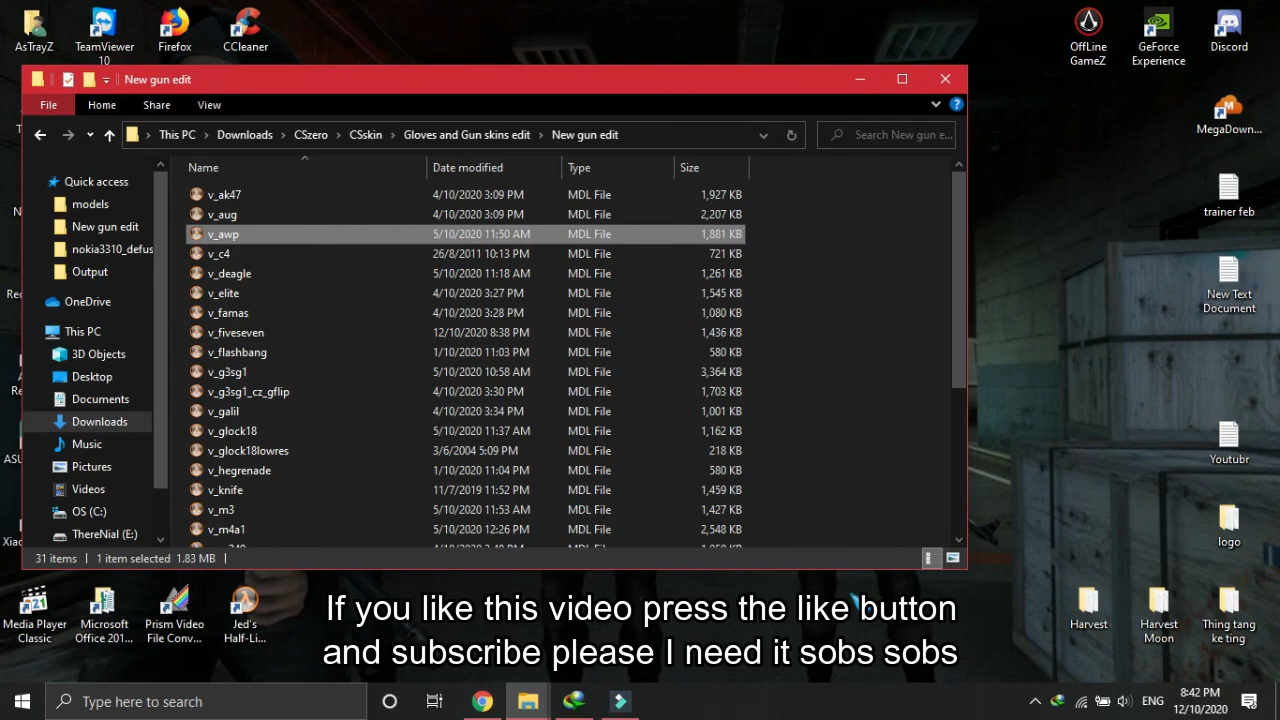 AsTrayZ
TeamViewer 10
Firefox
CCleaner
OffLine GameZ
GeForce Experience
Discord
New gun edit
File
Home
Share
View
This PC
Downloads
CSzero
CSskin
Gloves and Gun skins edit
New gun edit
Search New gun e...
MegaDown...
Name
Date modified
Type
Size
Quick access
models
New gun edit
nokia3310_defus
Output
OneDrive
This PC
3D Objects
Desktop
Documents
Downloads
Music
Pictures
Videos
OS (C:)
ThereNial (E:)
v_ak47 4/10/2020 3:09 PM MDL File 1,927 KB
v_aug 4/10/2020 3:09 PM MDL File 2,207 KB
v_awp 5/10/2020 11:50 AM MDL File 1,881 KB
v_c4 26/8/2011 10:13 PM MDL File 721 KB
v_deagle 5/10/2020 11:18 AM MDL File 1,261 KB
v_elite 4/10/2020 3:27 PM MDL File 1,545 KB
v_famas 4/10/2020 3:28 PM MDL File 1,080 KB
v_fiveseven 12/10/2020 8:38 PM MDL File 1,436 KB
v_flashbang 1/10/2020 11:03 PM MDL File 580 KB
v_g3sg1 5/10/2020 10:58 AM MDL File 3,364 KB
v_g3sg1_cz_gflip 4/10/2020 3:30 PM MDL File 1,703 KB
v_galil 4/10/2020 3:34 PM MDL File 1,001 KB
v_glock18 5/10/2020 11:37 AM MDL File 1,162 KB
v_glock18lowres 3/6/2004 5:09 PM MDL File 218 KB
v_hegrenade 1/10/2020 11:04 PM MDL File 580 KB
v_knife 11/7/2019 11:52 PM MDL File 1,459 KB
v_m3 5/10/2020 11:53 AM MDL File 1,427 KB
v_m4a1 5/10/2020 12:26 PM MDL File 2,548 KB
31 items
1 item selected 1.83 MB
trainer feb
New Text
Document
Youtubr
logo
Harvest
Harvest
Moon
Thing tang
ke ting
Media Player
Classic
Microsoft
Office 201...
Prism Video
File Conv...
Jed's
Half-Li...
If you like this video press the like button
and subscribe please I need it sobs sobs
Type here to search
ENG
8:42 PM
12/10/2020